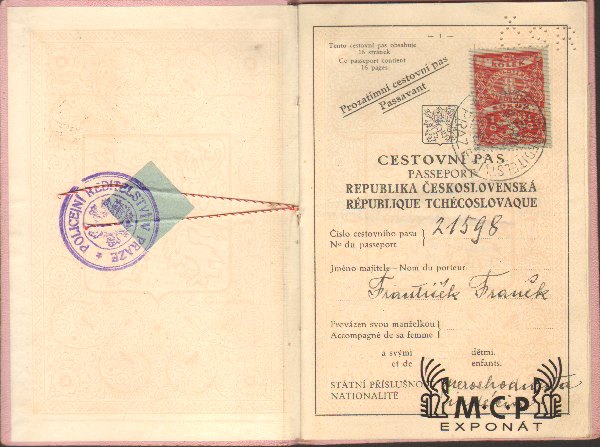 POLICEJNÍ ŘEDITELSTVÍ V PRAZE
— 1 —
Tento cestovní pas obsahuje
16 stránek
Ce passeport contient
16 pages.
Prozatímní cestovní pas
Passavant
KOLEK
CESTOVNÍ PAS
PASSEPORT
REPUBLIKA ČESKOSLOVENSKÁ
RÉPUBLIQUE TCHÉCOSLOVAQUE
Číslo cestovního pasu
No du passeport
21598
Jméno majitele – Nom du porteur
František Franěk
Provázen svou manželkou
Accompagné de sa femme
a svými dětmi.
et de enfants.
STÁTNÍ PŘÍSLUŠNO
NATIONALITÉ
M·C·P
EXPONÁT